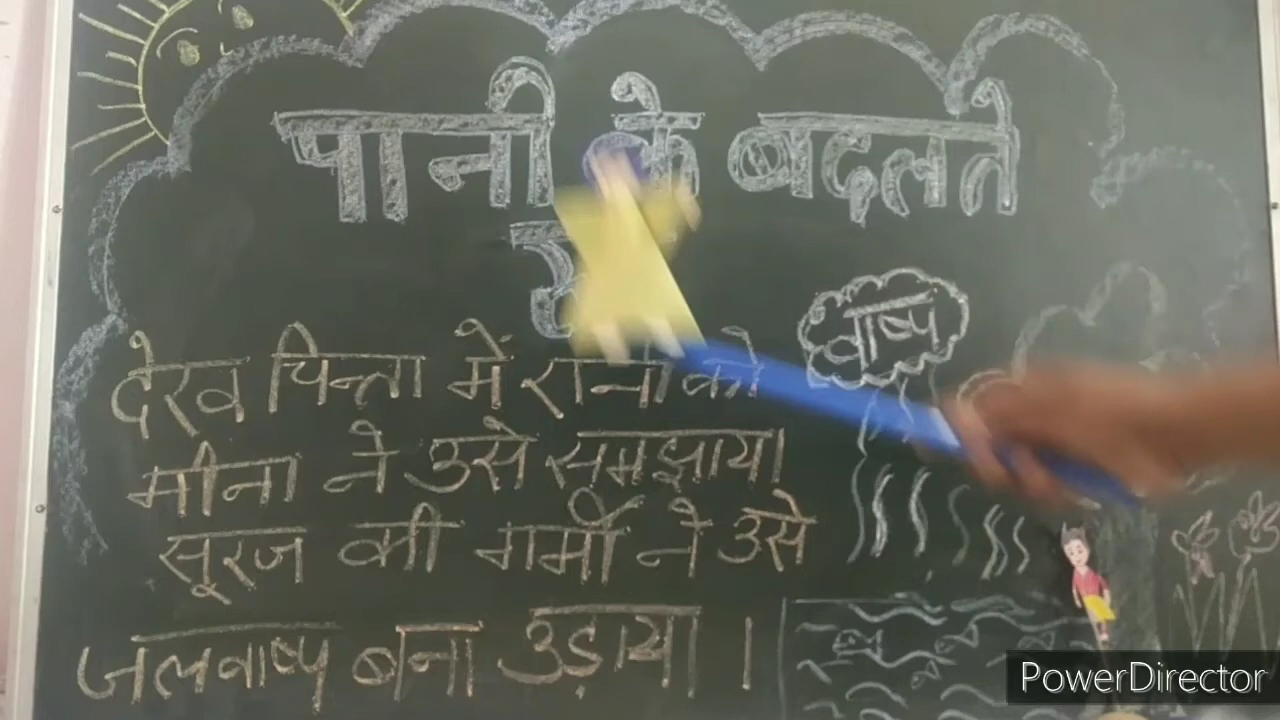 पानी के बदलते
वाष्प
देख चिन्ता में रानी को
मीना ने उसे समझाया
सूरज की गर्मी ने उसे
जलवाष्प बना उड़ाया ।
PowerDirector